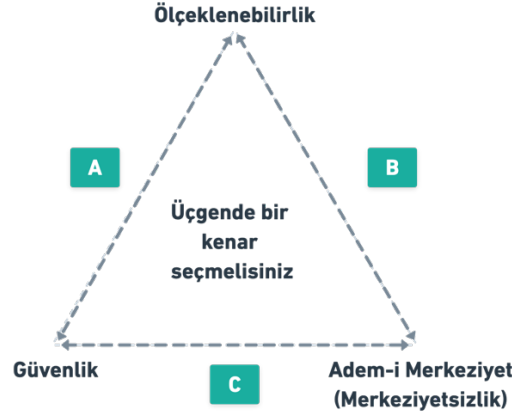 Ölçeklenebilirlik
A
B
Üçgende bir
kenar
seçmelisiniz
Güvenlik
C
Adem-i Merkeziyet
(Merkeziyetsizlik)